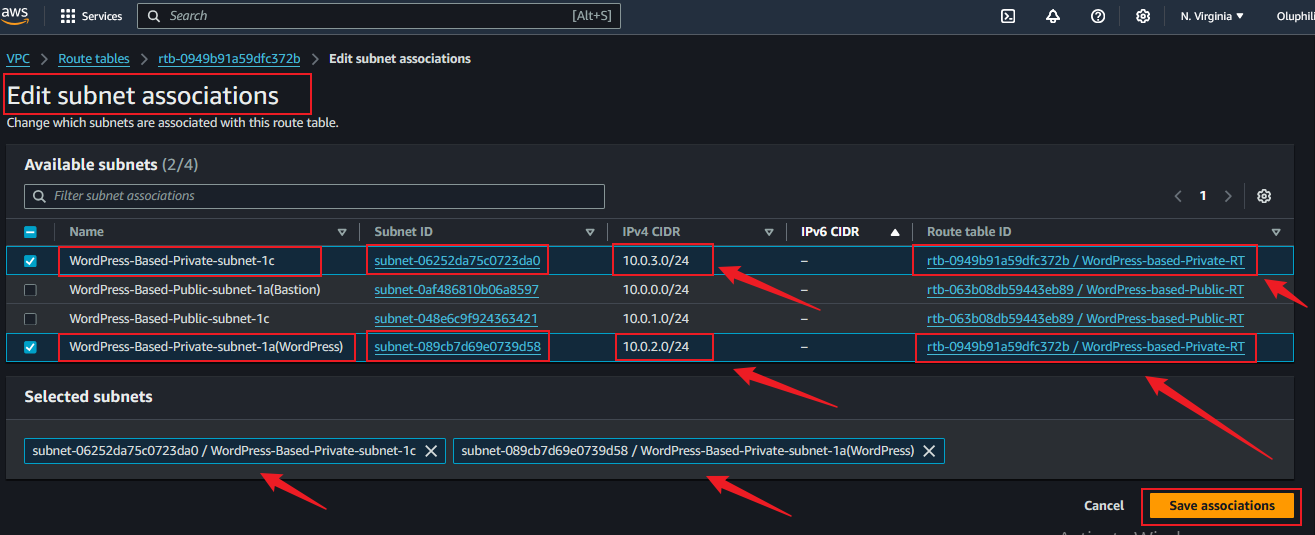 aws Services Search [Alt+S] N. Virginia Oluphil
VPC Route tables rtb-0949b91a59dfc372b Edit subnet associations
Edit subnet associations
Change which subnets are associated with this route table.
Available subnets (2/4)
Filter subnet associations 1
Name Subnet ID IPv4 CIDR IPv6 CIDR Route table ID
WordPress-Based-Private-subnet-1c subnet-06252da75c0723da0 10.0.3.0/24 – rtb-0949b91a59dfc372b / WordPress-based-Private-RT
WordPress-Based-Public-subnet-1a(Bastion) subnet-0af486810b06a8597 10.0.0.0/24 – rtb-063b08db59443eb89 / WordPress-based-Public-RT
WordPress-Based-Public-subnet-1c subnet-048e6c9f924363421 10.0.1.0/24 – rtb-063b08db59443eb89 / WordPress-based-Public-RT
WordPress-Based-Private-subnet-1a(WordPress) subnet-089cb7d69e0739d58 10.0.2.0/24 – rtb-0949b91a59dfc372b / WordPress-based-Private-RT
Selected subnets
subnet-06252da75c0723da0 / WordPress-Based-Private-subnet-1c subnet-089cb7d69e0739d58 / WordPress-Based-Private-subnet-1a(WordPress)
Cancel Save associations